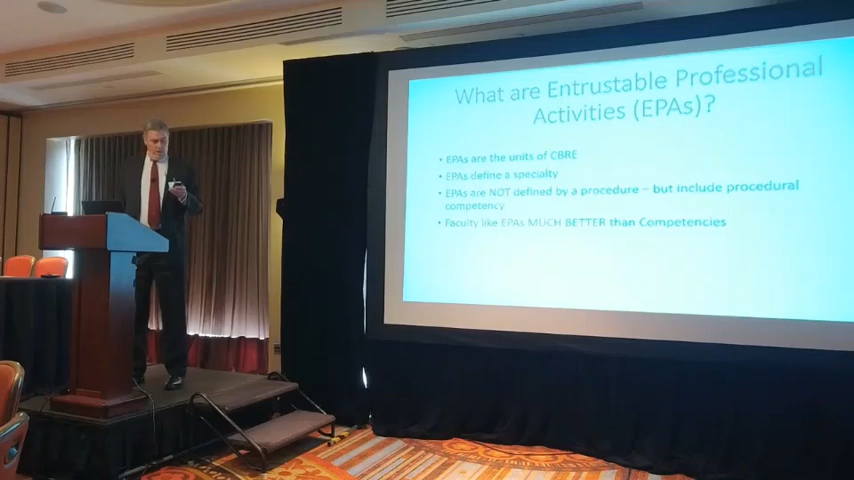 What are Entrustable Professional
Activities (EPAs)?
• EPAs are the units of CBRE
• EPAs define a specialty
• EPAs are NOT defined by a procedure – but include procedural
competency
• Faculty like EPAs MUCH BETTER than Competencies